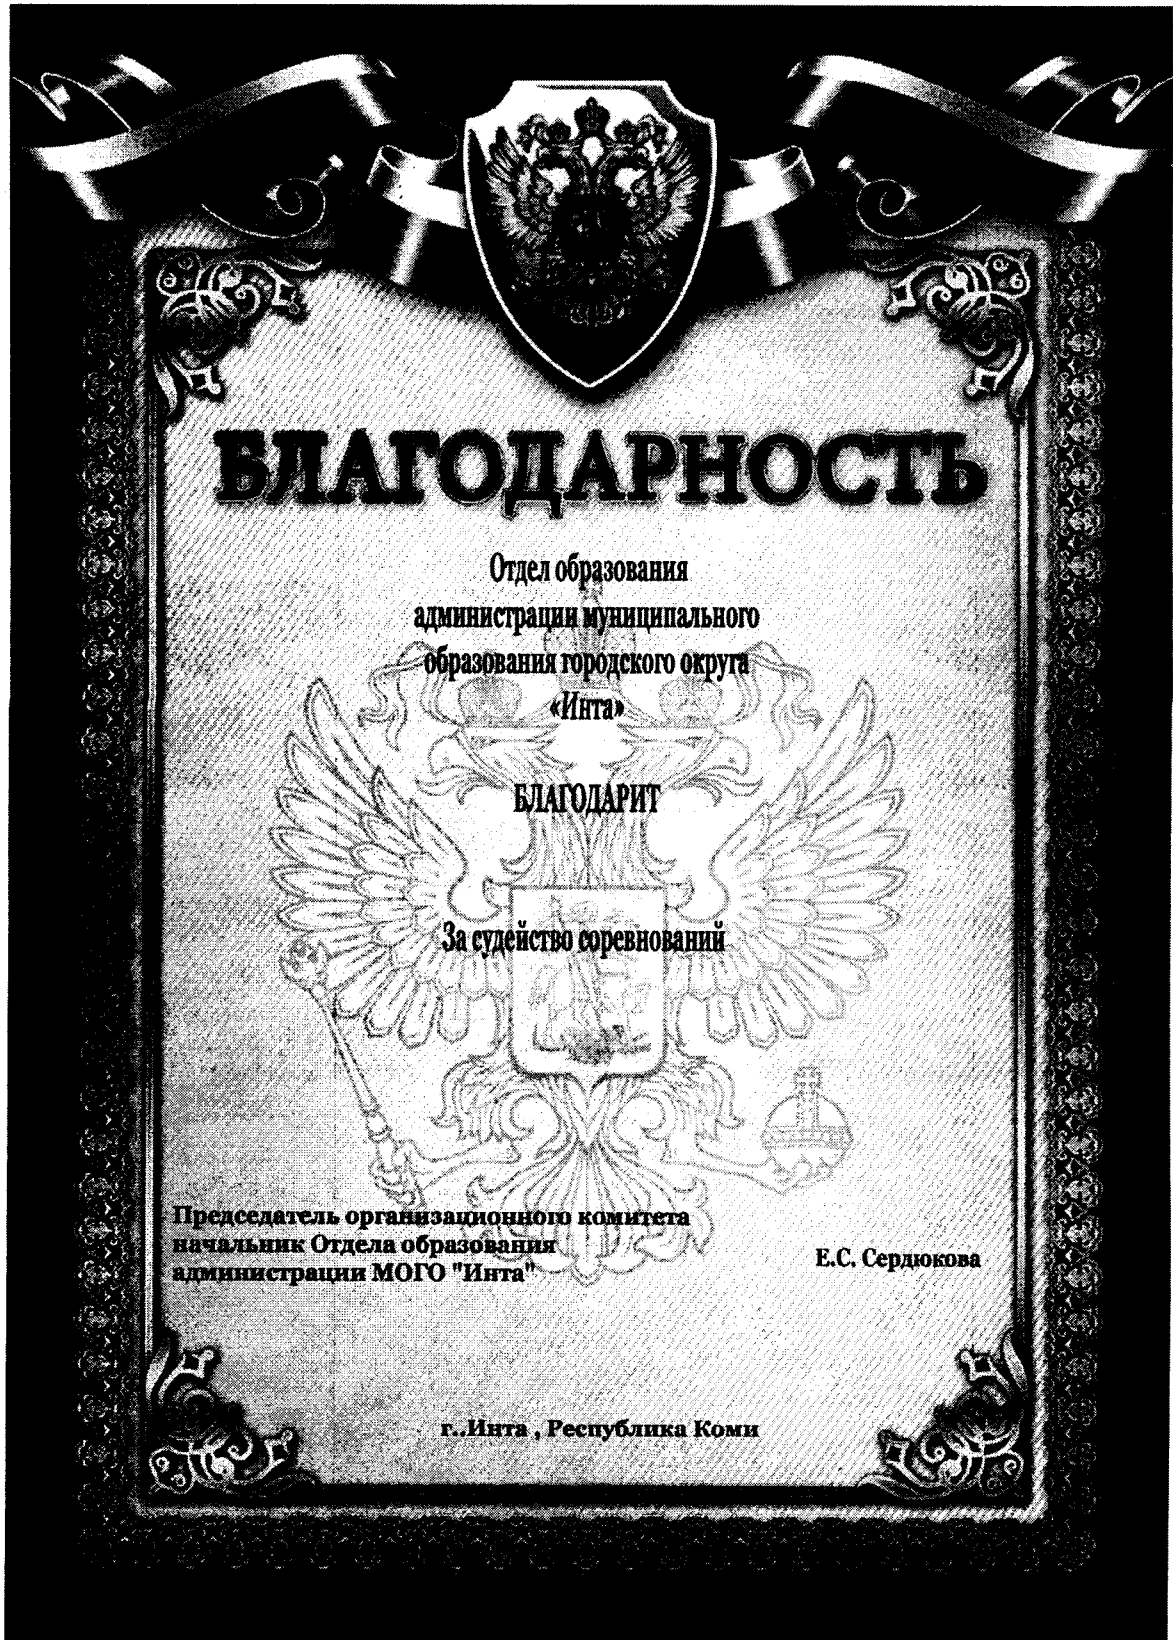 БЛАГОДАРНОСТЬ
Отдел образования
администрации муниципального
образования городского округа
«Инта»
БЛАГОДАРИТ
За судейство соревнований
Председатель организационного комитета
начальник Отдела образования
администрации МОГО "Инта"
Е.С. Сердюкова
г..Инта , Республика Коми